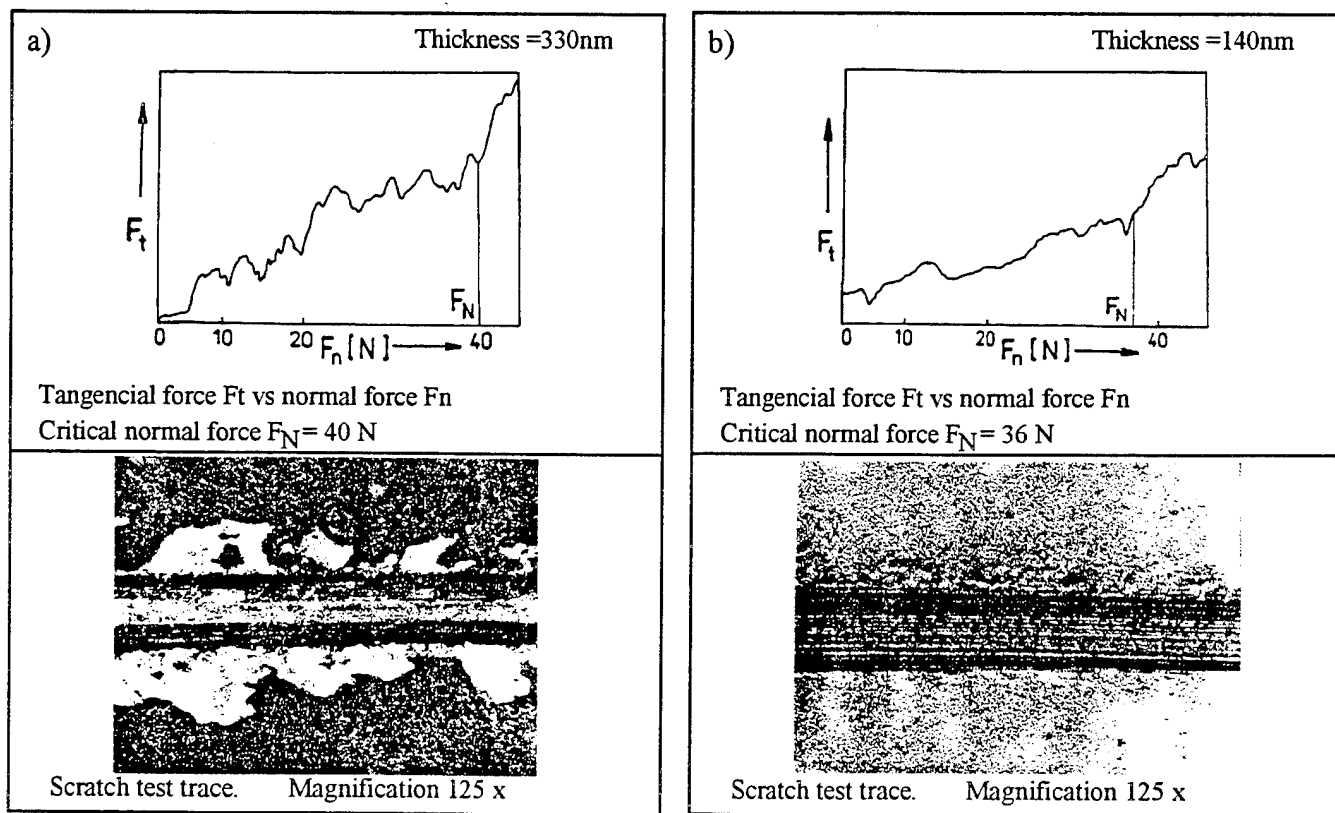 a)
Thickness =330nm
F_t
F_N
0 10 20 F_n [N] 40
Tangencial force Ft vs normal force Fn
Critical normal force F_N= 40 N
Scratch test trace. Magnification 125 x
b)
Thickness =140nm
F_t
F_N
0 10 20 F_n [N] 40
Tangencial force Ft vs normal force Fn
Critical normal force F_N= 36 N
Scratch test trace. Magnification 125 x